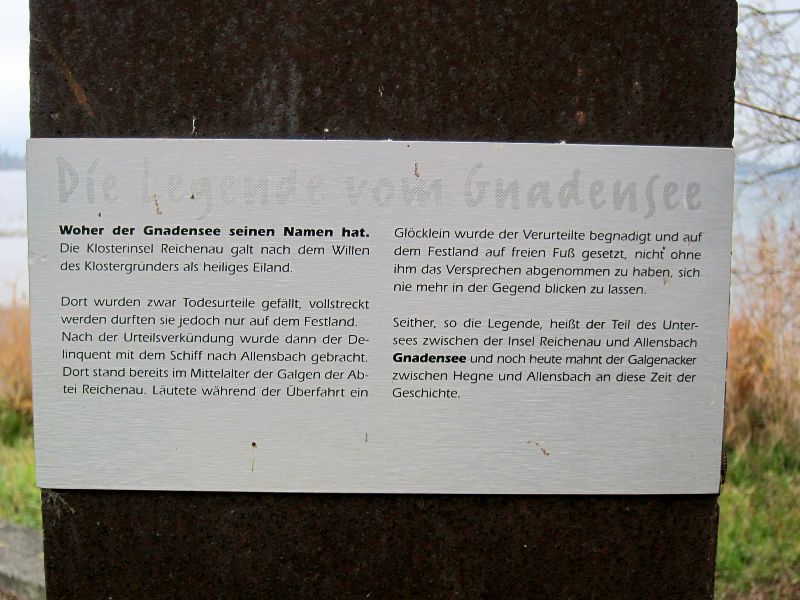 Die Legende vom Gnadensee
Woher der Gnadensee seinen Namen hat.
Die Klosterinsel Reichenau galt nach dem Willen
des Klostergründers als heiliges Eiland.
Dort wurden zwar Todesurteile gefällt, vollstreckt
werden durften sie jedoch nur auf dem Festland.
Nach der Urteilsverkündung wurde dann der De-
linquent mit dem Schiff nach Allensbach gebracht.
Dort stand bereits im Mittelalter der Galgen der Ab-
tei Reichenau. Läutete während der Überfahrt ein
Glöcklein wurde der Verurteilte begnadigt und auf
dem Festland auf freien Fuß gesetzt, nicht ohne
ihm das Versprechen abgenommen zu haben, sich
nie mehr in der Gegend blicken zu lassen.
Seither, so die Legende, heißt der Teil des Unter-
sees zwischen der Insel Reichenau und Allensbach
Gnadensee und noch heute mahnt der Galgenacker
zwischen Hegne und Allensbach an diese Zeit der
Geschichte.